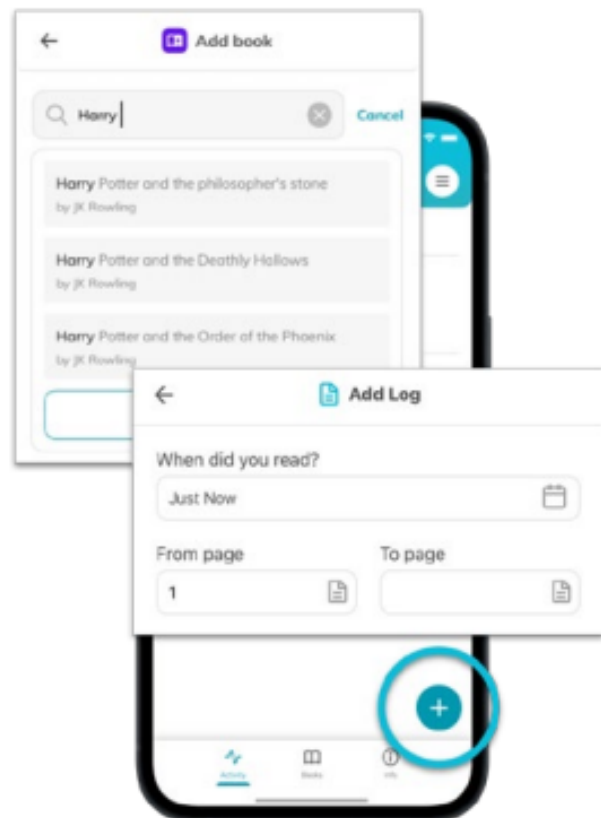 Add book
Harry
Cancel
Harry Potter and the philosopher's stone
by JK Rowling
Harry Potter and the Deathly Hallows
by JK Rowling
Harry Potter and the Order of the Phoenix
by JK Rowling
Add Log
When did you read?
Just Now
From page
To page
1
Activity
Books
Info